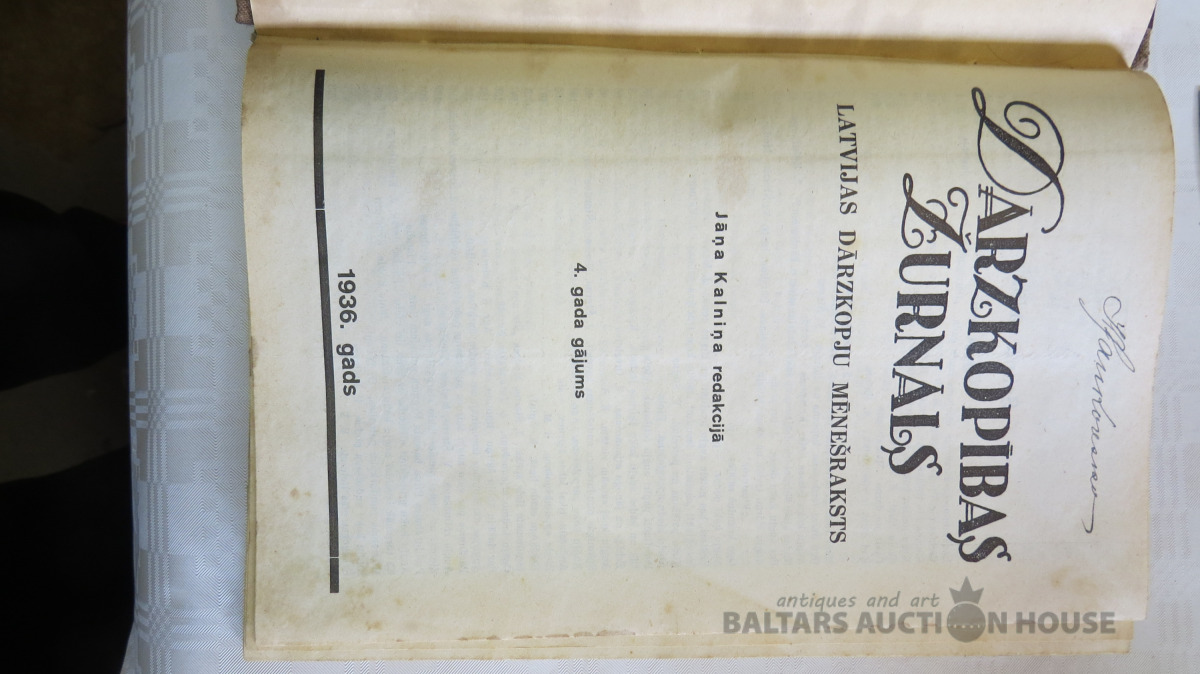 DĀRZKOPĪBAS
ŽURNALS
LATVIJAS DĀRZKOPJU MĒNEŠRAKSTS
Jāņa Kalniņa redakcijā
4. gada gājums
1936. gads
antiques and art
BALTARS AUCTION HOUSE